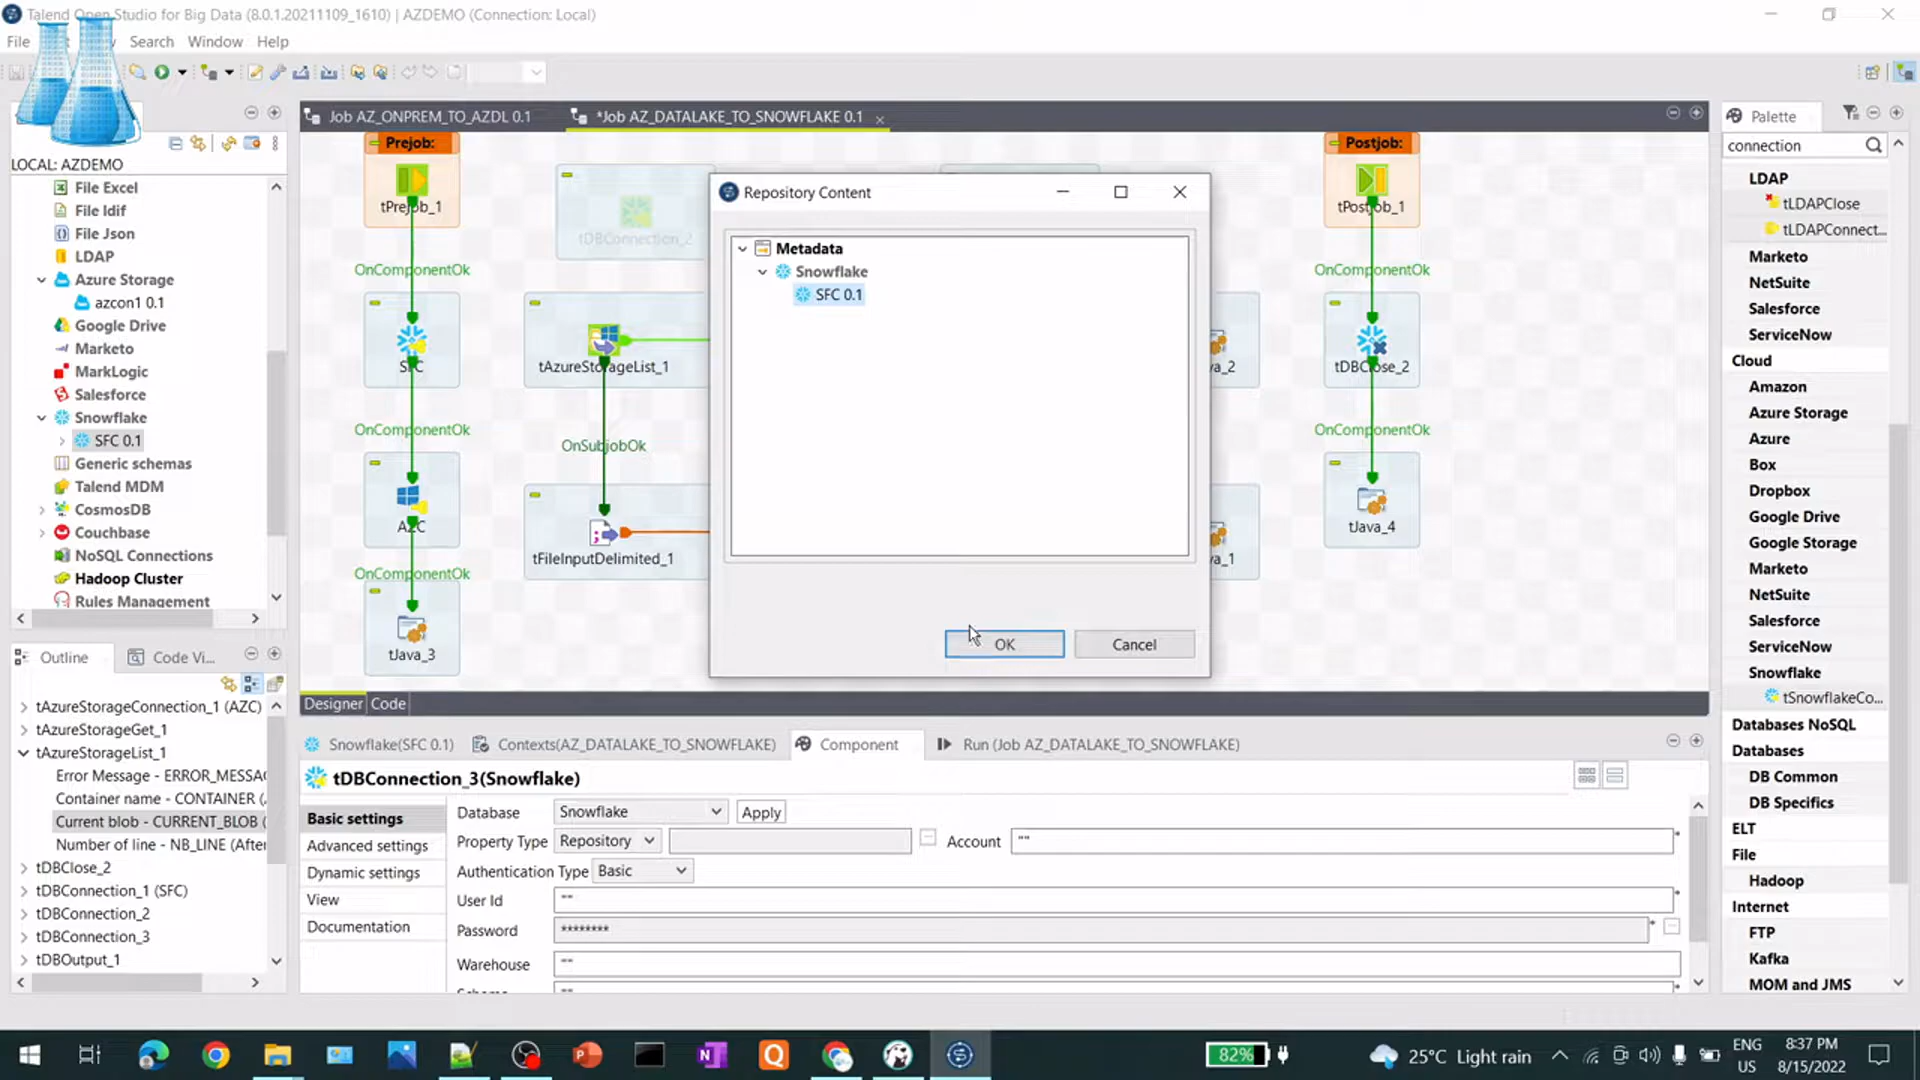 Talend Open Studio for Big Data (8.0.1.20211109_1610) | AZDEMO (Connection: Local)
File
Search
Window
Help
LOCAL: AZDEMO
File Excel
File ldif
File Json
LDAP
Azure Storage
azcon1 0.1
Google Drive
Marketo
MarkLogic
Salesforce
Snowflake
SFC 0.1
Generic schemas
Talend MDM
CosmosDB
Couchbase
NoSQL Connections
Hadoop Cluster
Rules Management
Outline
Code Vi...
tAzureStorageConnection_1 (AZC)
tAzureStorageGet_1
tAzureStorageList_1
Error Message - ERROR_MESSA
Container name - CONTAINER (
Current blob - CURRENT_BLOB (
Number of line - NB_LINE (After
tDBClose_2
tDBConnection_1 (SFC)
tDBConnection_2
tDBConnection_3
tDBOutput_1
Job AZ_ONPREM_TO_AZDL 0.1
*Job AZ_DATALAKE_TO_SNOWFLAKE 0.1
Prejob:
tPrejob_1
OnComponentOk
SFC
OnComponentOk
AZC
OnComponentOk
tJava_3
tDBConnection_2
tAzureStorageList_1
OnSubjobOk
tFileInputDelimited_1
va_2
va_1
Postjob:
tPostjob_1
OnComponentOk
tDBClose_2
OnComponentOk
tJava_4
Repository Content
Metadata
Snowflake
SFC 0.1
OK
Cancel
Designer
Code
Snowflake(SFC 0.1)
Contexts(AZ_DATALAKE_TO_SNOWFLAKE)
Component
Run (Job AZ_DATALAKE_TO_SNOWFLAKE)
tDBConnection_3(Snowflake)
Basic settings
Advanced settings
Dynamic settings
View
Documentation
Database Snowflake Apply
Property Type Repository Account "" *
Authentication Type Basic
User Id "" *
Password ******** *
Warehouse ""
Palette
connection
LDAP
tLDAPClose
tLDAPConnect...
Marketo
NetSuite
Salesforce
ServiceNow
Cloud
Amazon
Azure Storage
Azure
Box
Dropbox
Google Drive
Google Storage
Marketo
NetSuite
Salesforce
ServiceNow
Snowflake
tSnowflakeCo...
Databases NoSQL
Databases
DB Common
DB Specifics
ELT
File
Hadoop
Internet
FTP
Kafka
MOM and JMS
82%
25°C Light rain
ENG
US
8:37 PM
8/15/2022